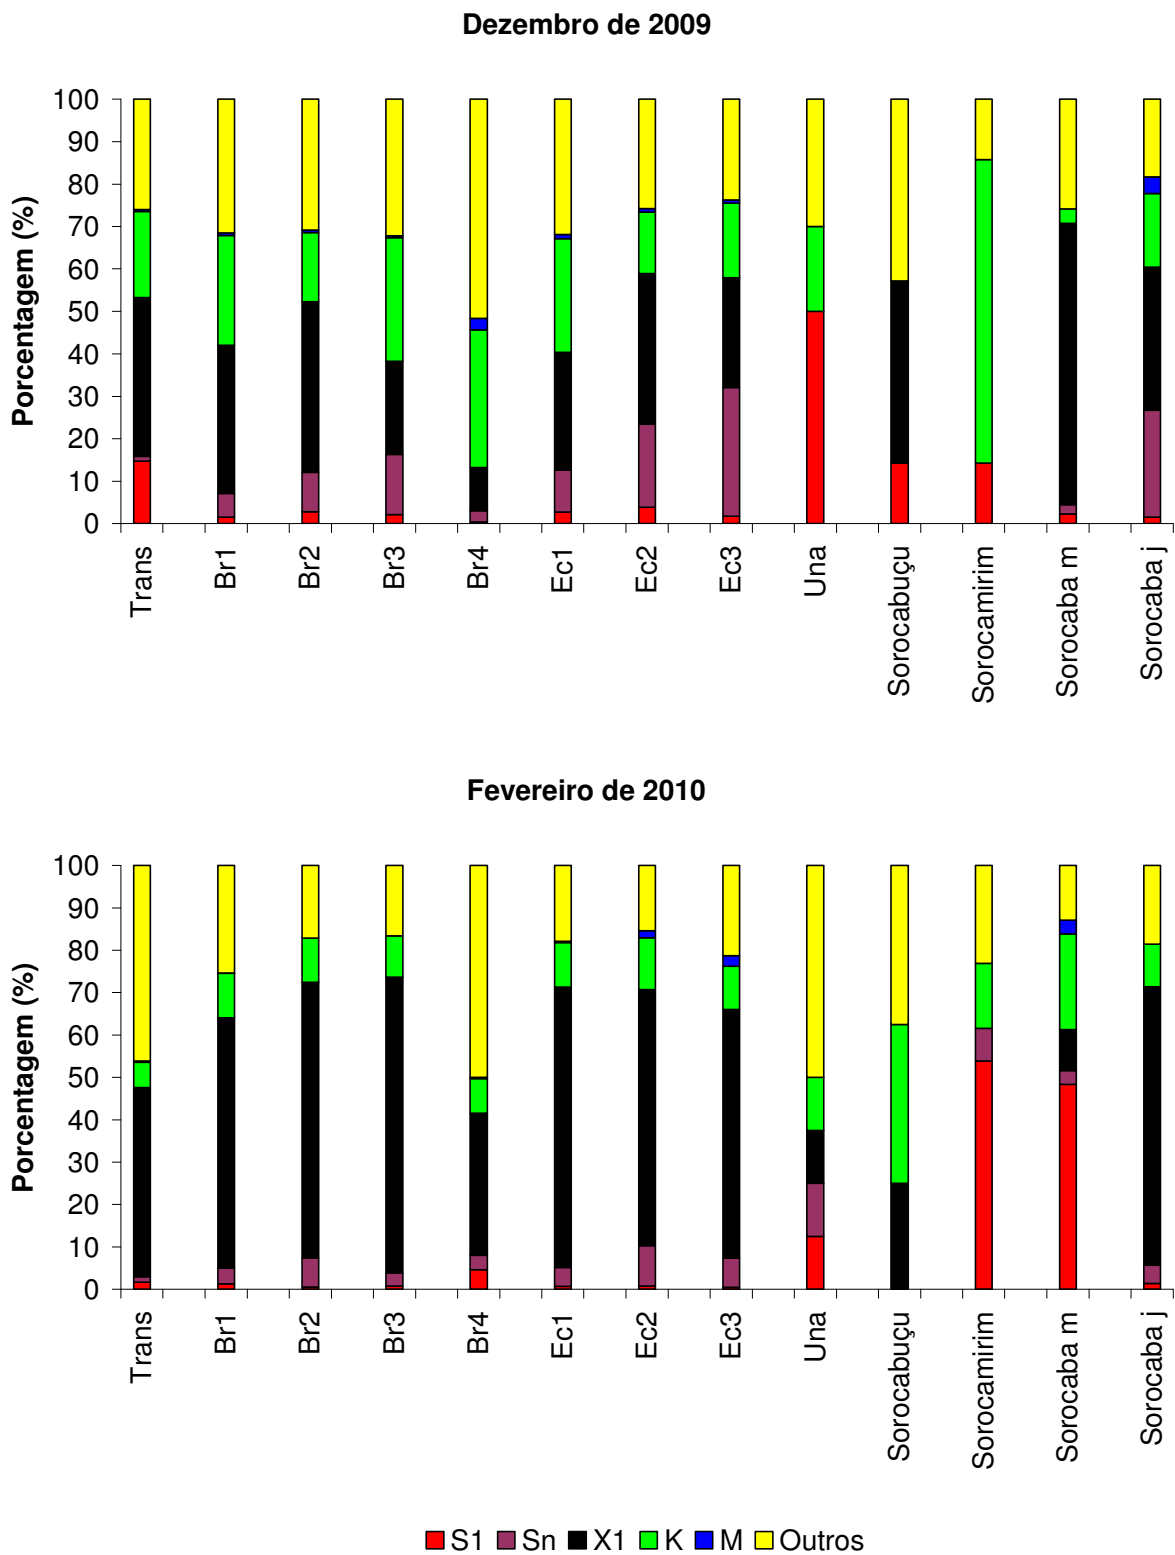 Dezembro de 2009
Porcentagem (%)
100
90
80
70
60
50
40
30
20
10
0
Trans
Br1
Br2
Br3
Br4
Ec1
Ec2
Ec3
Una
Sorocabuçu
Sorocamirim
Sorocaba m
Sorocaba j
Fevereiro de 2010
Porcentagem (%)
100
90
80
70
60
50
40
30
20
10
0
Trans
Br1
Br2
Br3
Br4
Ec1
Ec2
Ec3
Una
Sorocabuçu
Sorocamirim
Sorocaba m
Sorocaba j
S1 Sn X1 K M Outros